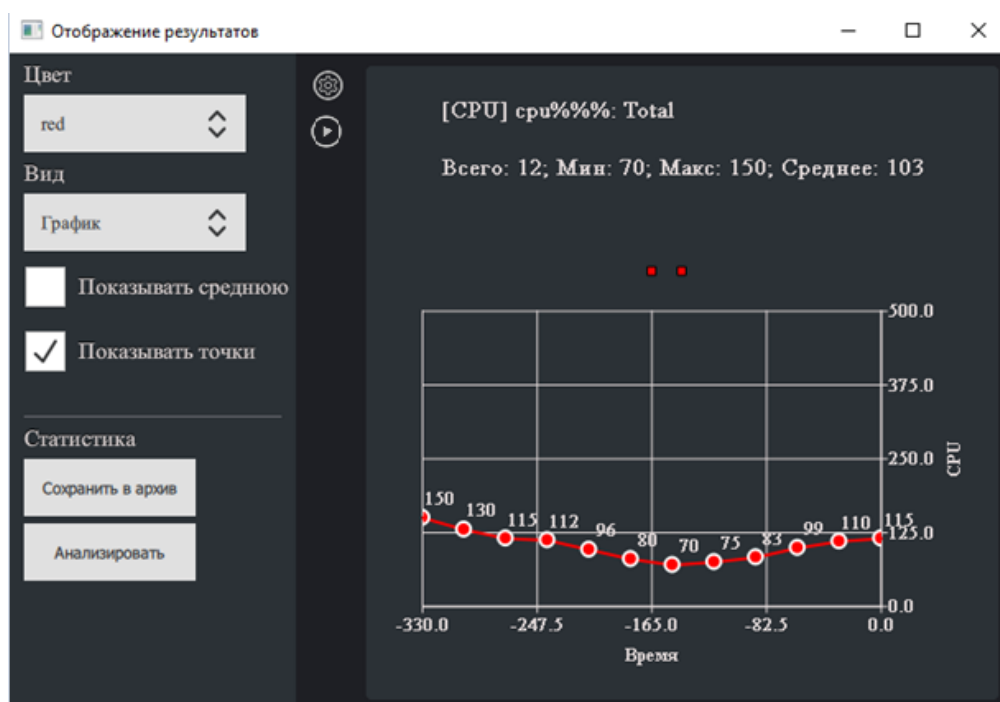 Отображение результатов
Цвет
red
Вид
График
Показывать среднюю
Показывать точки
Статистика
Сохранить в архив
Анализировать
[CPU] cpu%%%: Total
Всего: 12; Мин: 70; Макс: 150; Среднее: 103
500.0
375.0
250.0
125.0
0.0
CPU
150
130
115
112
96
80
70
75
83
99
110
115
-330.0
-247.5
-165.0
-82.5
0.0
Время